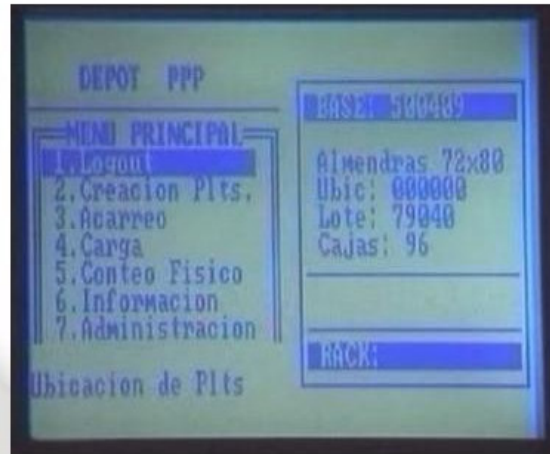 DEPOT PPP
MENU PRINCIPAL
1.Logout
2.Creacion Plts.
3.Acarreo
4.Carga
5.Conteo Fisico
6.Informacion
7.Administracion
Ubicacion de Plts
BASE: 500489
Almendras 72x80
Ubic: 000000
Lote: 79040
Cajas: 96
RACK: